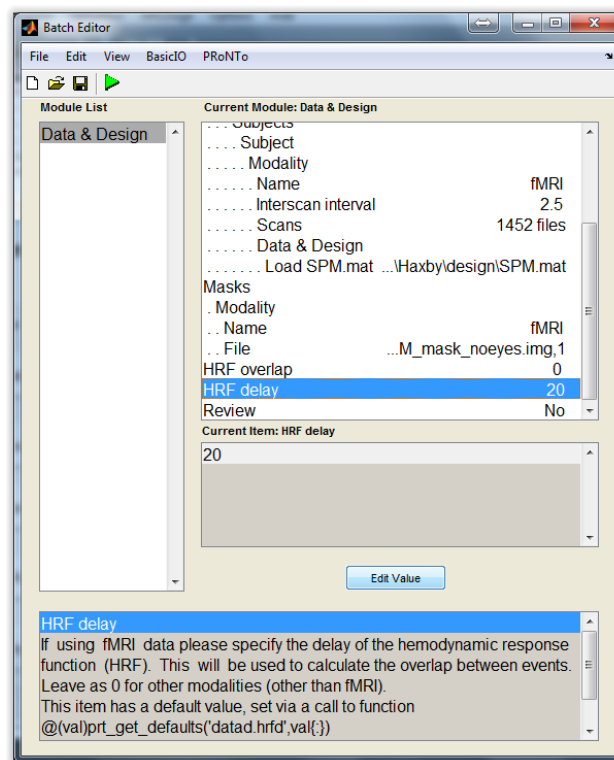 Batch Editor
File Edit View BasicIO PRoNTo
Module List
Data & Design
Current Module: Data & Design
. . . Subjects
. . . . Subject
. . . . . Modality
. . . . . . Name fMRI
. . . . . . Interscan interval 2.5
. . . . . . Scans 1452 files
. . . . . . Data & Design
. . . . . . . Load SPM.mat ...\Haxby\design\SPM.mat
Masks
. Modality
. . Name fMRI
. . File ...M_mask_noeyes.img,1
HRF overlap 0
HRF delay 20
Review No
Current Item: HRF delay
20
Edit Value
HRF delay
If using fMRI data please specify the delay of the hemodynamic response
function (HRF). This will be used to calculate the overlap between events.
Leave as 0 for other modalities (other than fMRI).
This item has a default value, set via a call to function
@(val)prt_get_defaults('datad.hrfd',val{:})